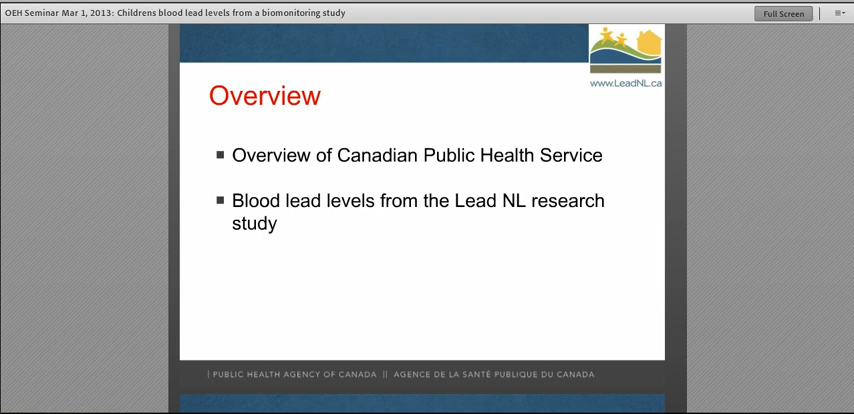 OEH Seminar Mar 1, 2013: Childrens blood lead levels from a biomonitoring study
Full Screen
www.LeadNL.ca
Overview
Overview of Canadian Public Health Service
Blood lead levels from the Lead NL research
study
| PUBLIC HEALTH AGENCY OF CANADA || AGENCE DE LA SANTÉ PUBLIQUE DU CANADA